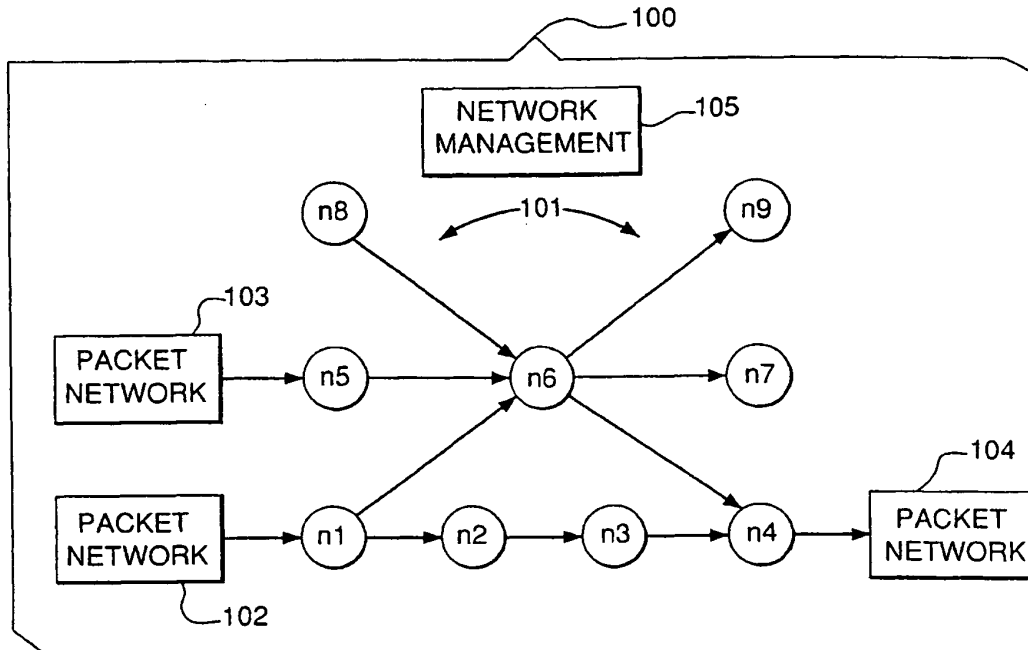 100
NETWORK
MANAGEMENT
105
n8
101
n9
103
PACKET
NETWORK
n5
n6
n7
104
PACKET
NETWORK
n1
n2
n3
n4
PACKET
NETWORK
102